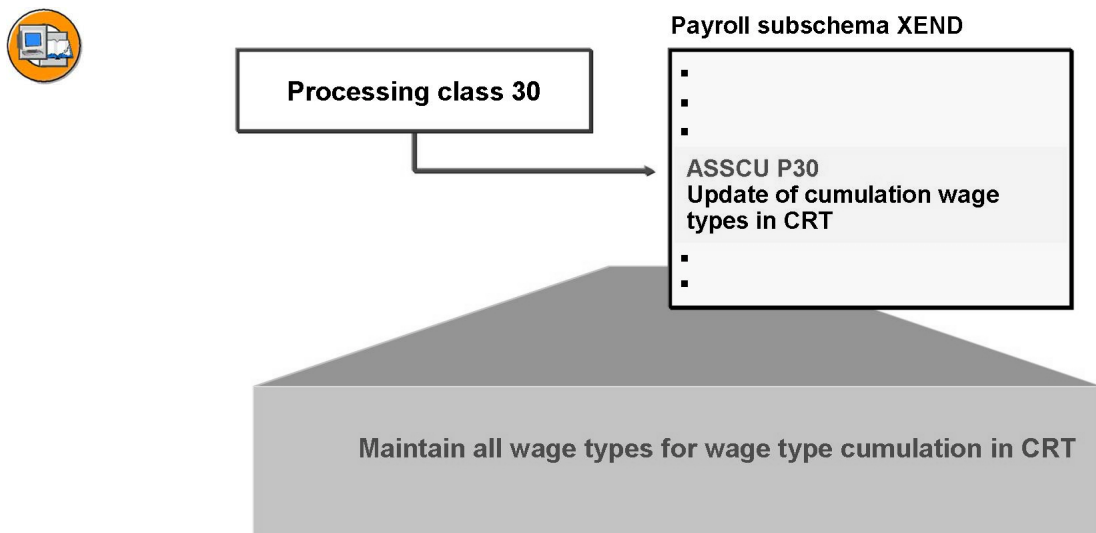 Payroll subschema XEND
Processing class 30
ASSCU P30
Update of cumulation wage
types in CRT
Maintain all wage types for wage type cumulation in CRT